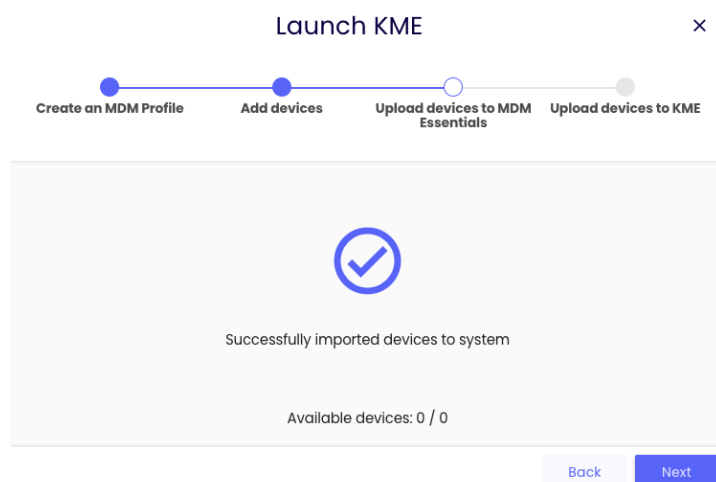 Launch KME
Create an MDM Profile
Add devices
Upload devices to MDM
Essentials
Upload devices to KME
Successfully imported devices to system
Available devices: 0 / 0
Back
Next